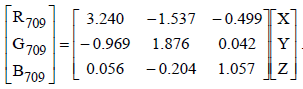 [R709] = [3.240 −1.537 −0.499] [X]
[G709] = [−0.969 1.876 0.042] [Y]
[B709] = [0.056 −0.204 1.057] [Z].